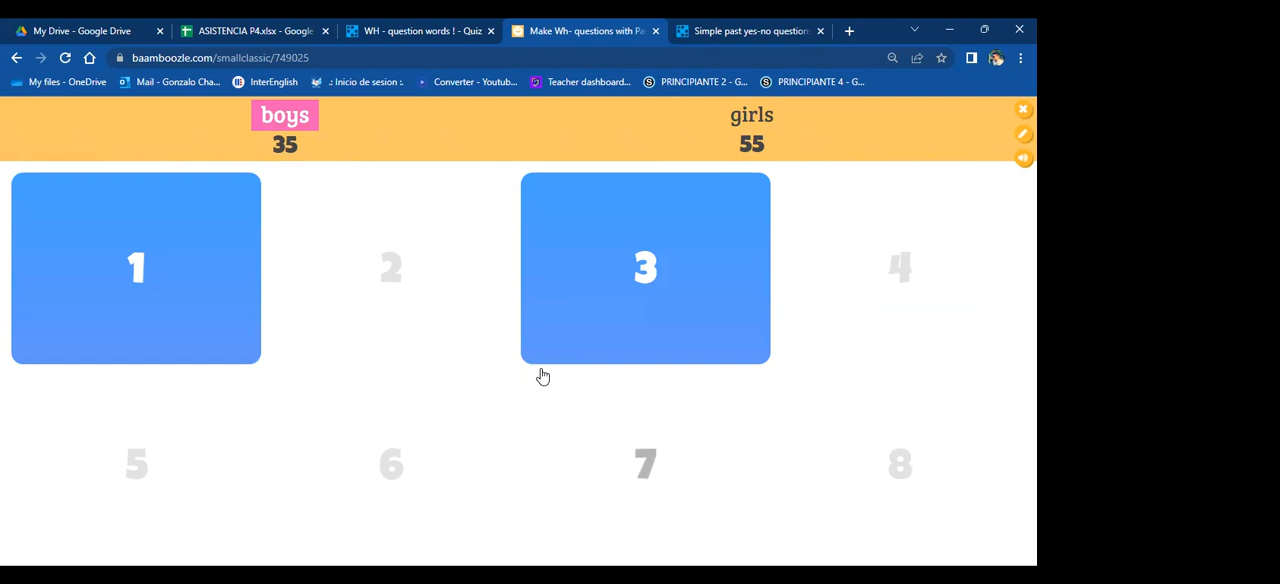 My Drive - Google Drive
ASISTENCIA P4.xlsx - Google
WH - question words ! - Quiz
Make Wh- questions with Pa
Simple past yes-no question
baamboozle.com/smallclassic/749025
My files - OneDrive
Mail - Gonzalo Cha...
InterEnglish
.: Inicio de sesion :.
Converter - Youtub...
Teacher dashboard...
PRINCIPIANTE 2 - G...
PRINCIPIANTE 4 - G...
boys
girls
35
55
1
2
3
4
5
6
7
8